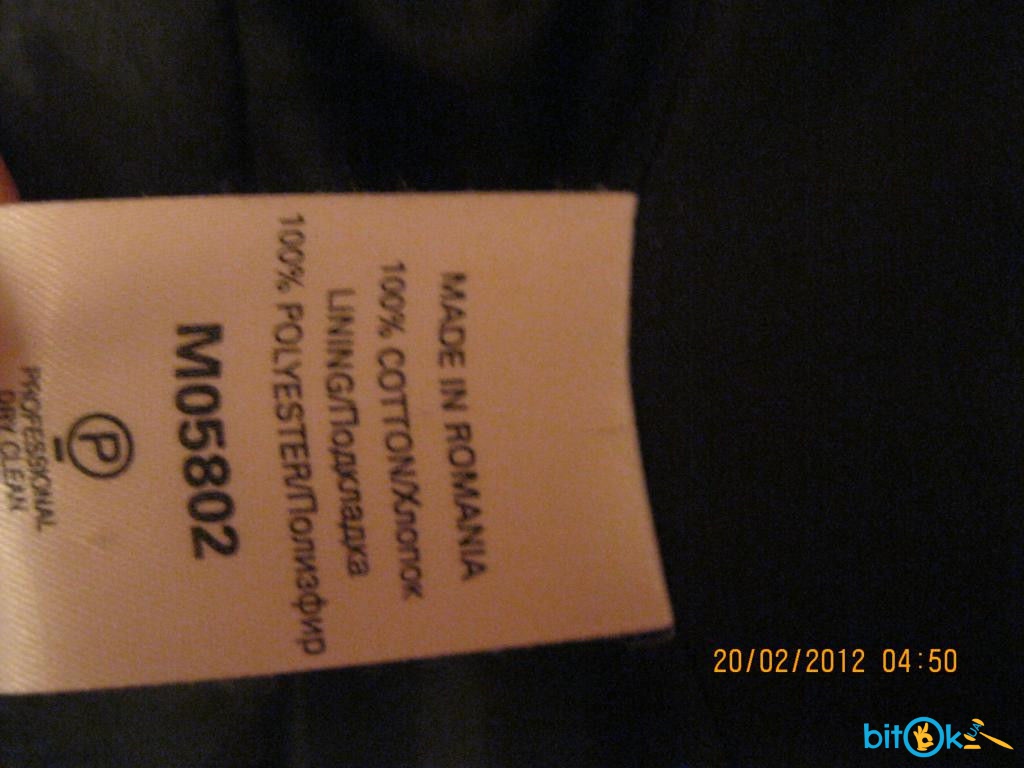 MADE IN ROMANIA
100% COTTON/Хлопок
LINING/Подкладка
100% POLYESTER/Полиэфир
M05802
P
PROFESSIONAL
DRY CLEAN
20/02/2012 04:50
bitOk UA